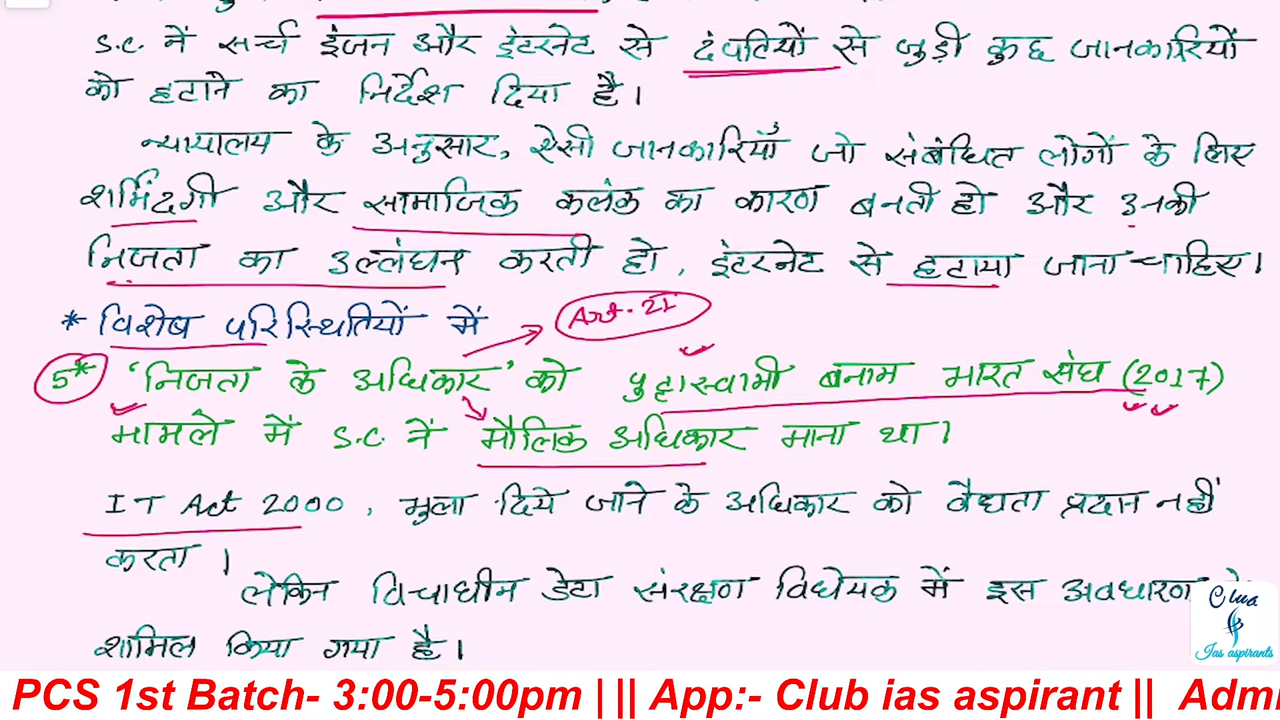 S.C. ने सर्च इंजन और इंटरनेट से दंपतियों से जुड़ी कुछ जानकारियों
को हटाने का निर्देश दिया है।
न्यायालय के अनुसार, ऐसी जानकारियाँ जो संबंधित लोगों के लिए
शर्मिंदगी और सामाजिक कलंक का कारण बनती हो और उनकी
निजता का उल्लंघन करती हो, इंटरनेट से हटाया जाना चाहिए।
* विशेष परिस्थितियों में
Art. 21
5* 'निजता के अधिकार' को पुट्टास्वामी बनाम भारत संघ (2017)
मामले में S.C. ने मौलिक अधिकार माना था।
IT Act 2000, भुला दिये जाने के अधिकार को वैधता प्रदान नहीं
करता।
लेकिन विचाधीन डेटा संरक्षण विधेयक में इस अवधारणा
शामिल किया गया है।
Club
Ias aspirants
PCS 1st Batch- 3:00-5:00pm | || App:- Club ias aspirant || Admi